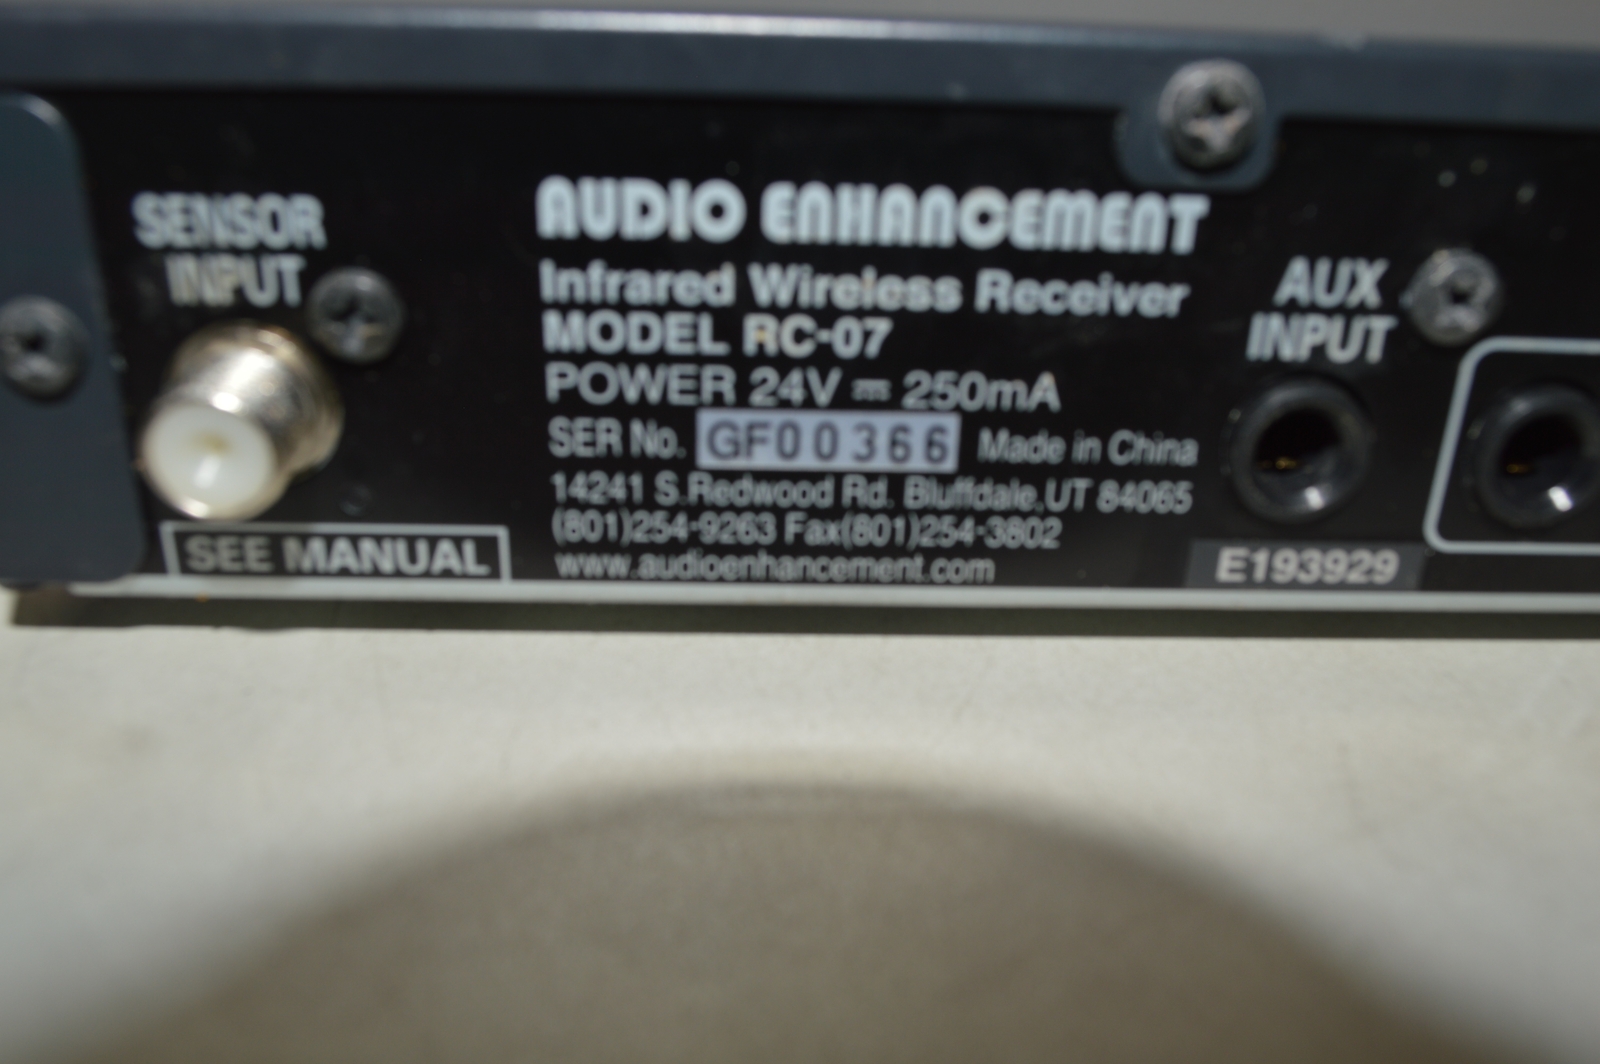 SENSOR
INPUT
SEE MANUAL
AUDIO ENHANCEMENT
Infrared Wireless Receiver
MODEL RC-07
POWER 24V ⎓ 250mA
SER No. GF00366 Made in China
14241 S.Redwood Rd. Bluffdale,UT 84065
(801)254-9263 Fax(801)254-3802
www.audioenhancement.com
AUX
INPUT
E193929